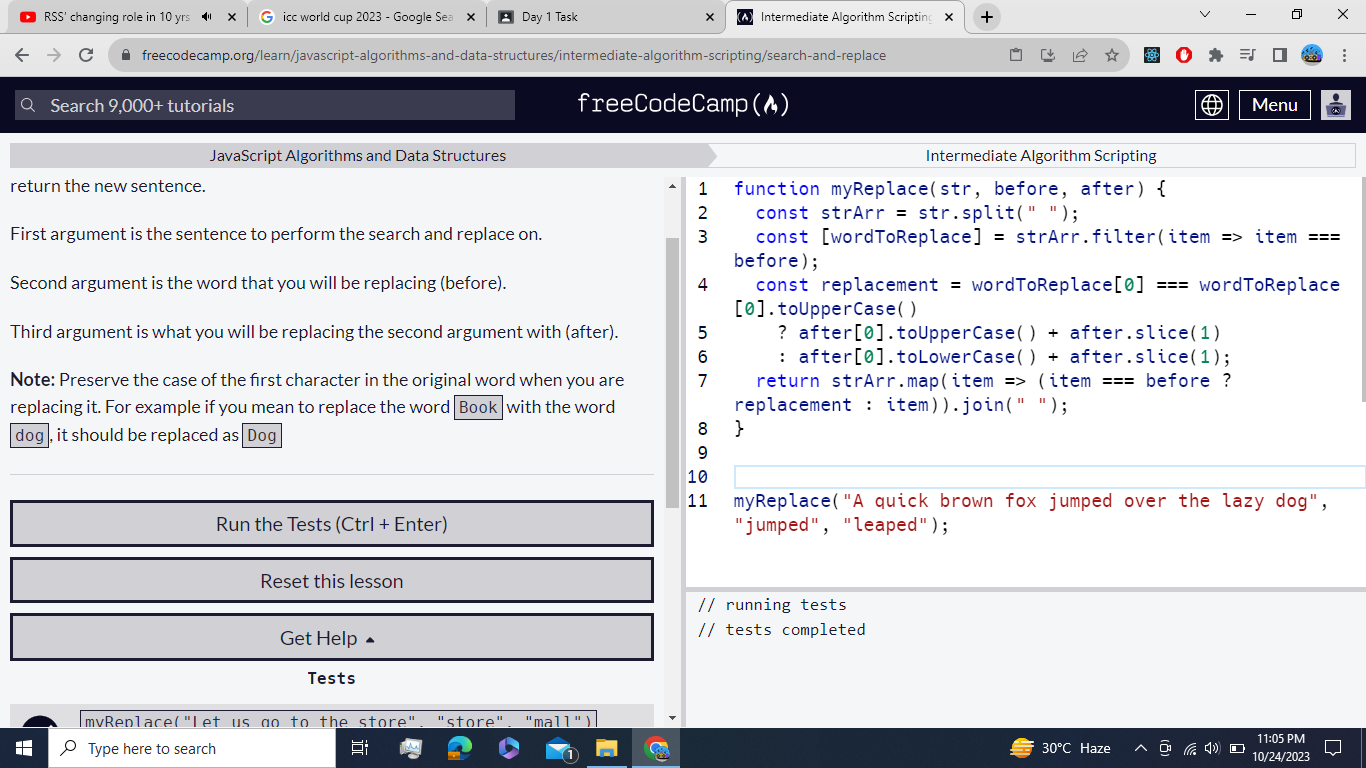 RSS' changing role in 10 yrs
icc world cup 2023 - Google Sea
Day 1 Task
Intermediate Algorithm Scripting
freecodecamp.org/learn/javascript-algorithms-and-data-structures/intermediate-algorithm-scripting/search-and-replace
Search 9,000+ tutorials
freeCodeCamp
Menu
JavaScript Algorithms and Data Structures
Intermediate Algorithm Scripting
return the new sentence.
First argument is the sentence to perform the search and replace on.
Second argument is the word that you will be replacing (before).
Third argument is what you will be replacing the second argument with (after).
Note: Preserve the case of the first character in the original word when you are
replacing it. For example if you mean to replace the word Book with the word
dog, it should be replaced as Dog
Run the Tests (Ctrl + Enter)
Reset this lesson
Get Help
Tests
myReplace("Let us go to the store", "store", "mall")
1 function myReplace(str, before, after) {
2 const strArr = str.split(" ");
3 const [wordToReplace] = strArr.filter(item => item ===
before);
4 const replacement = wordToReplace[0] === wordToReplace
[0].toUpperCase()
5 ? after[0].toUpperCase() + after.slice(1)
6 : after[0].toLowerCase() + after.slice(1);
7 return strArr.map(item => (item === before ?
replacement : item)).join(" ");
8 }
9
10
11 myReplace("A quick brown fox jumped over the lazy dog",
"jumped", "leaped");
// running tests
// tests completed
Type here to search
1
30°C Haze
11:05 PM
10/24/2023